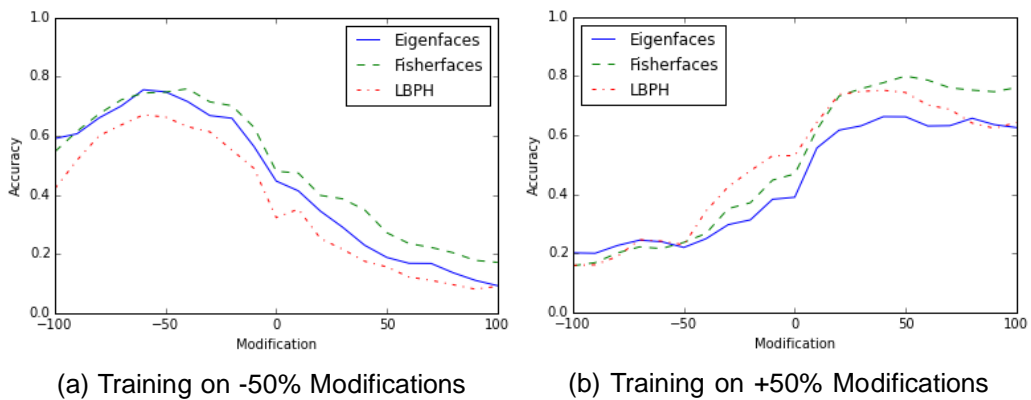 1.0
0.8
0.6
0.4
0.2
0.0
Accuracy
−100
−50
0
50
100
Modification
Eigenfaces
Fisherfaces
LBPH
(a) Training on -50% Modifications
1.0
0.8
0.6
0.4
0.2
0.0
Accuracy
−100
−50
0
50
100
Modification
Eigenfaces
Fisherfaces
LBPH
(b) Training on +50% Modifications